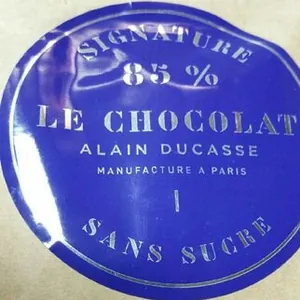 SIGNATURE
85 %
LE CHOCOLAT
ALAIN DUCASSE
MANUFACTURE A PARIS
SANS SUCRE